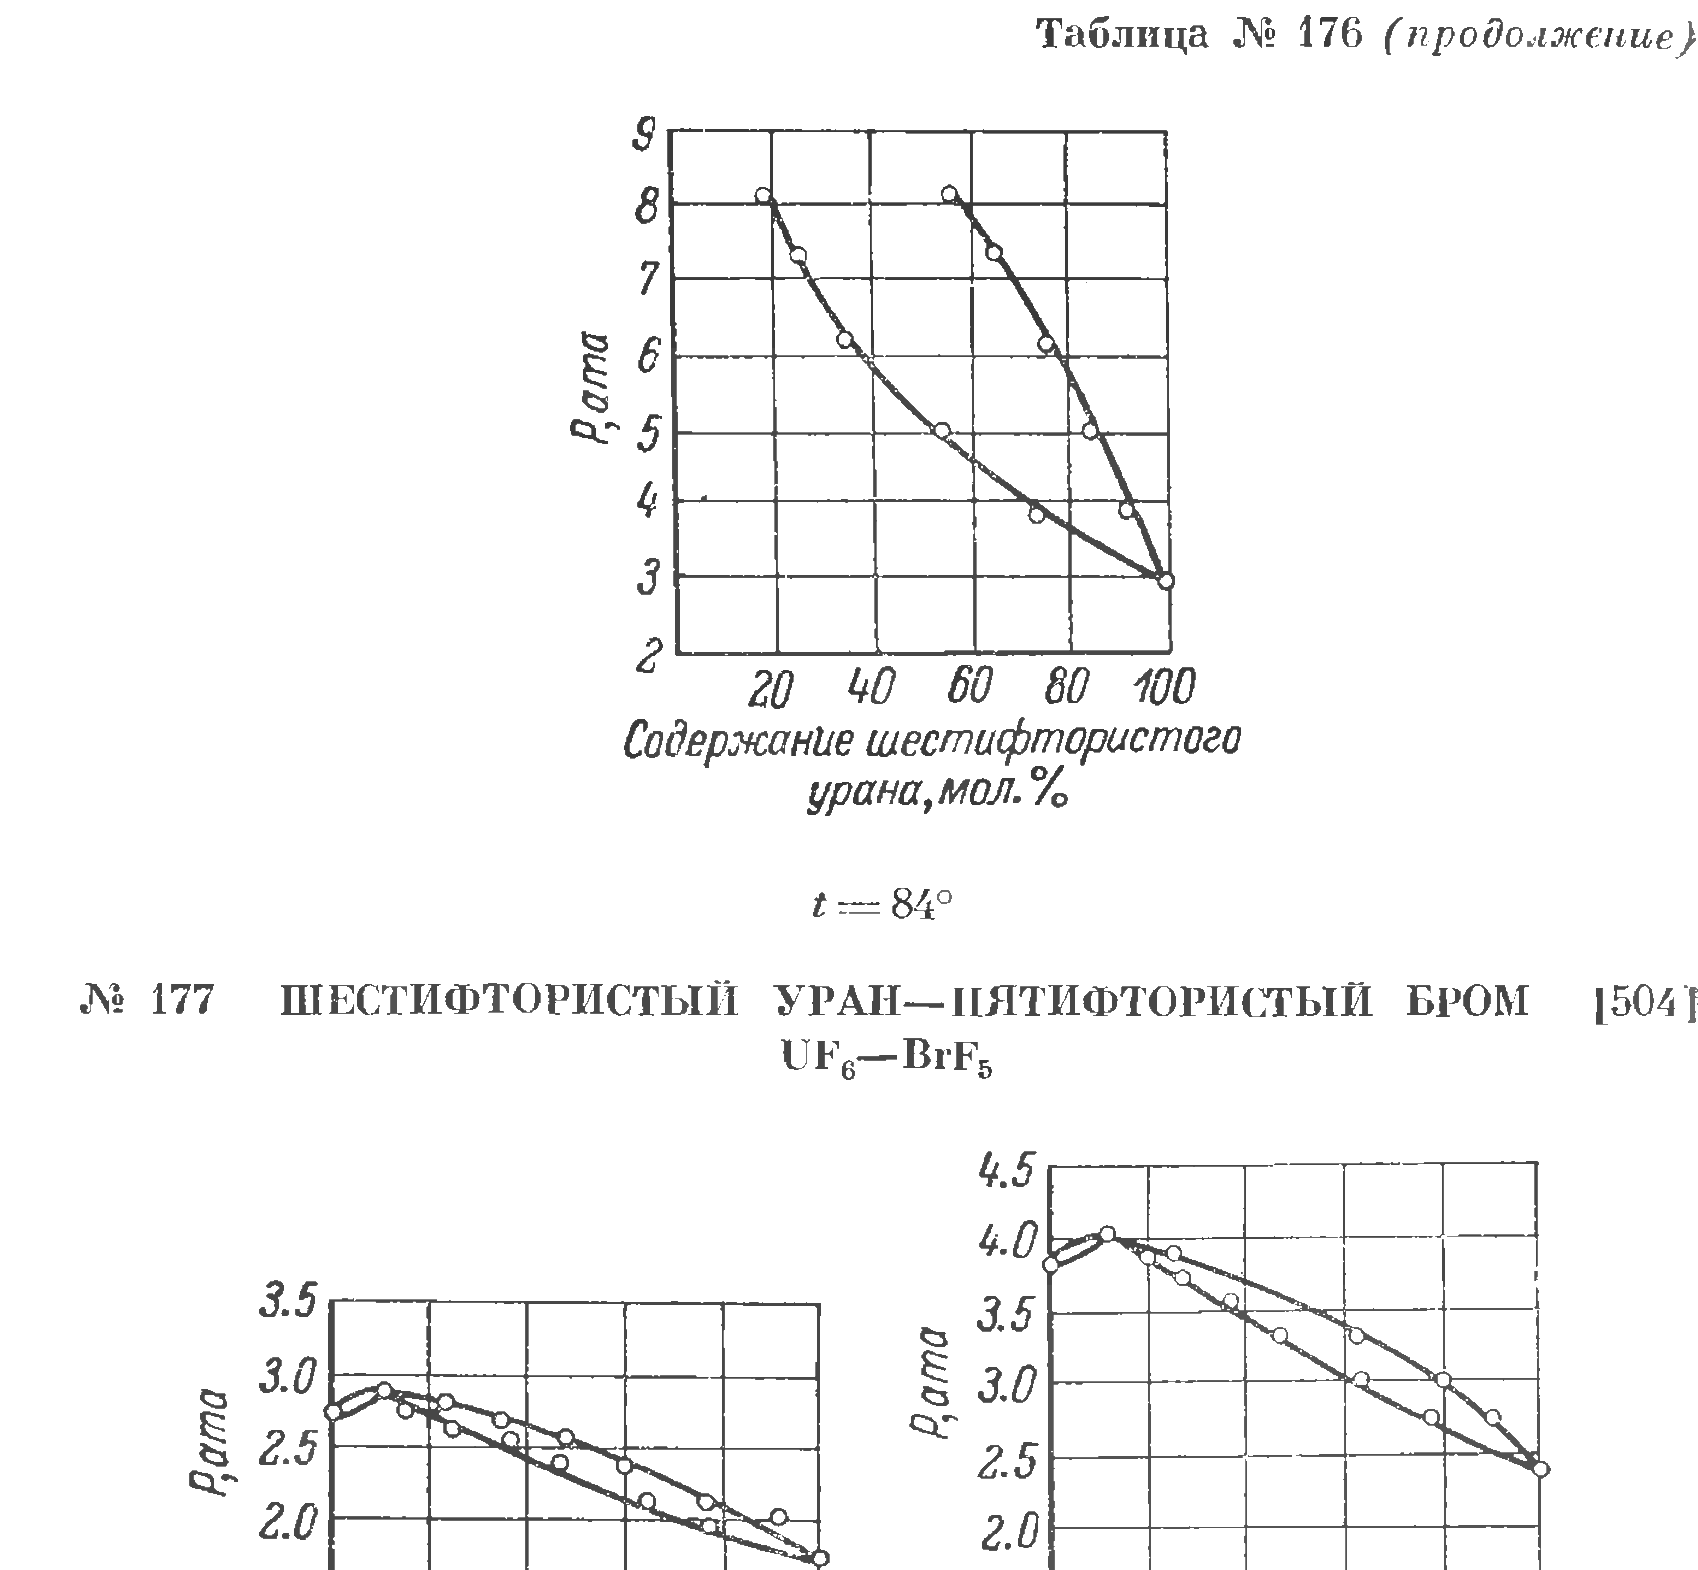 Таблица № 176 (продолжение)
9
8
7
6
5
4
3
2
P, ата
20 40 60 80 100
Содержание шестифтористого
урана, мол. %
t = 84°
№ 177 ШЕСТИФТОРИСТЫЙ УРАН—ПЯТИФТОРИСТЫЙ БРОМ [504]
UF₆—BrF₅
3.5
3.0
2.5
2.0
P, ата
4.5
4.0
3.5
3.0
2.5
2.0
P, ата